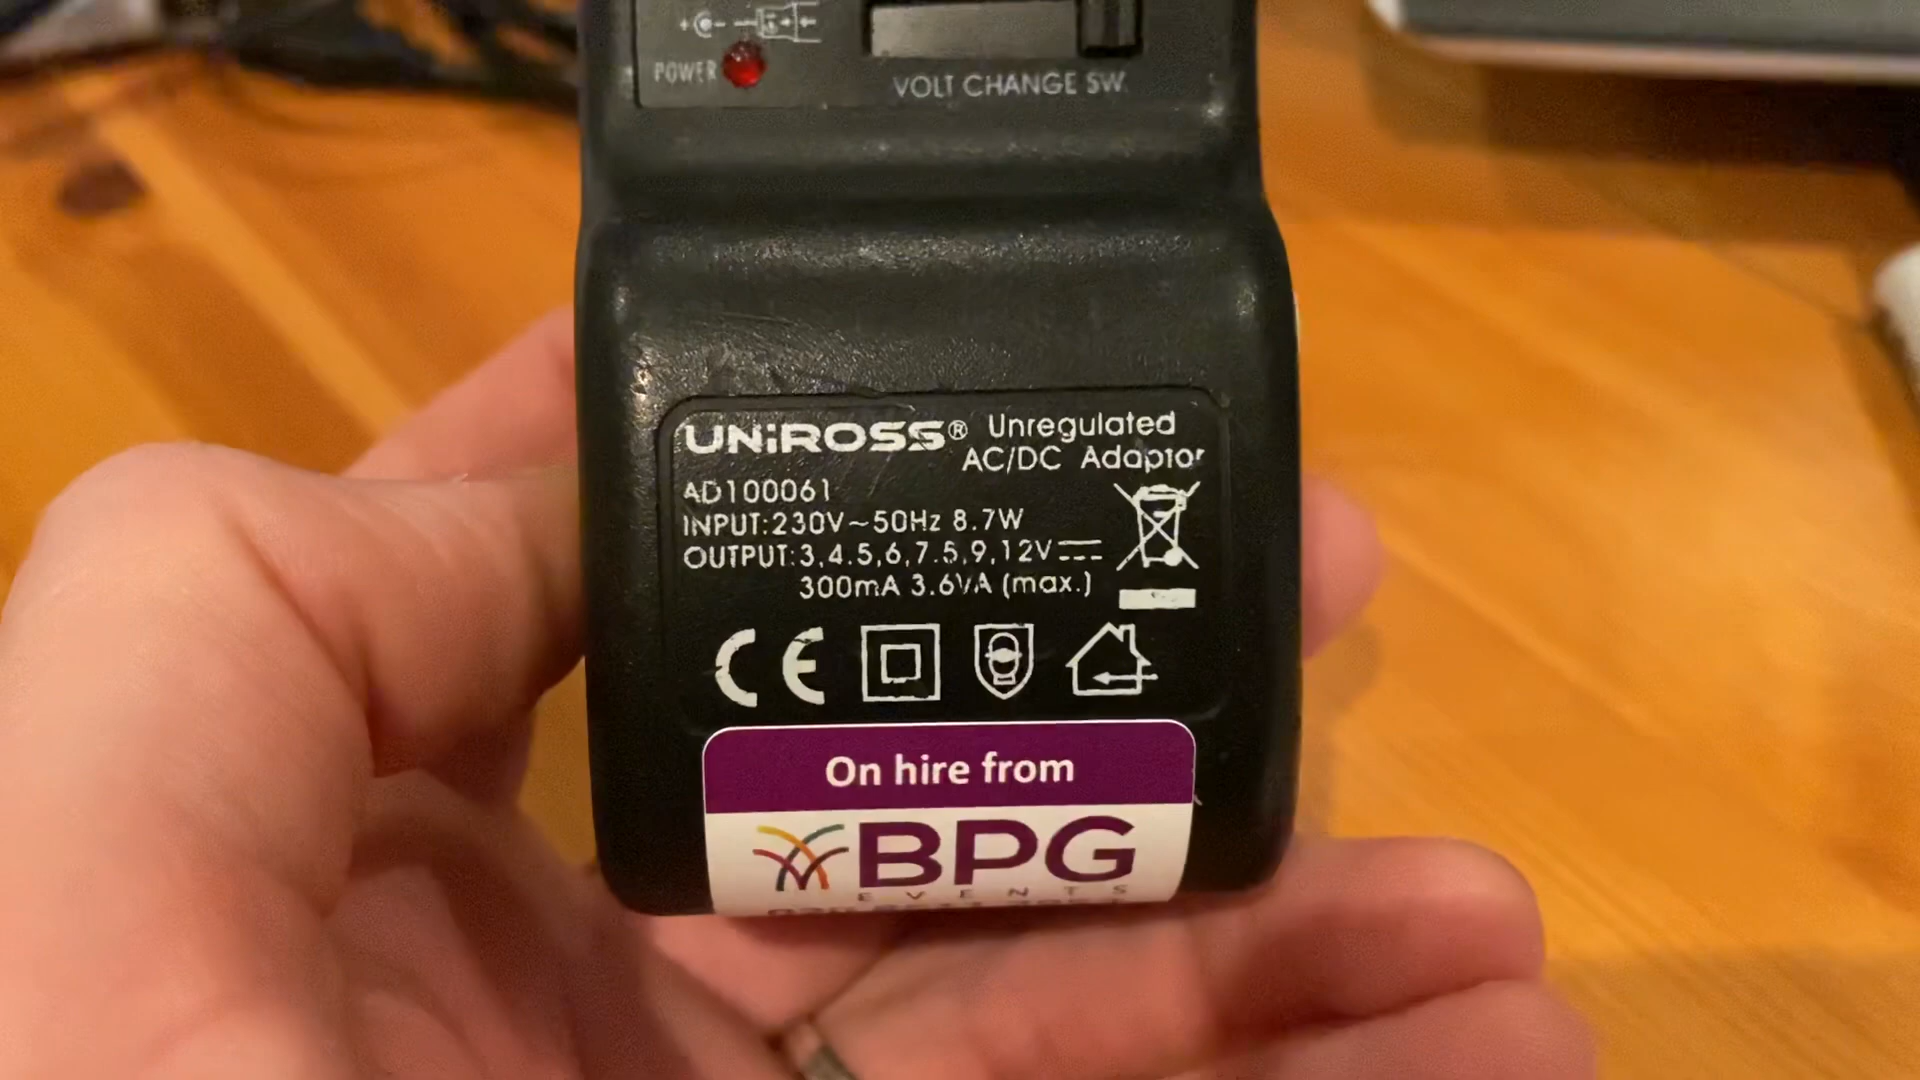 POWER
VOLT CHANGE SW.
UNiROSS® Unregulated
AC/DC Adaptor
AD100061
INPUT:230V~50Hz 8.7W
OUTPUT:3,4.5,6,7.5,9,12V
300mA 3.6VA (max.)
CE
On hire from
BPG
EVENTS